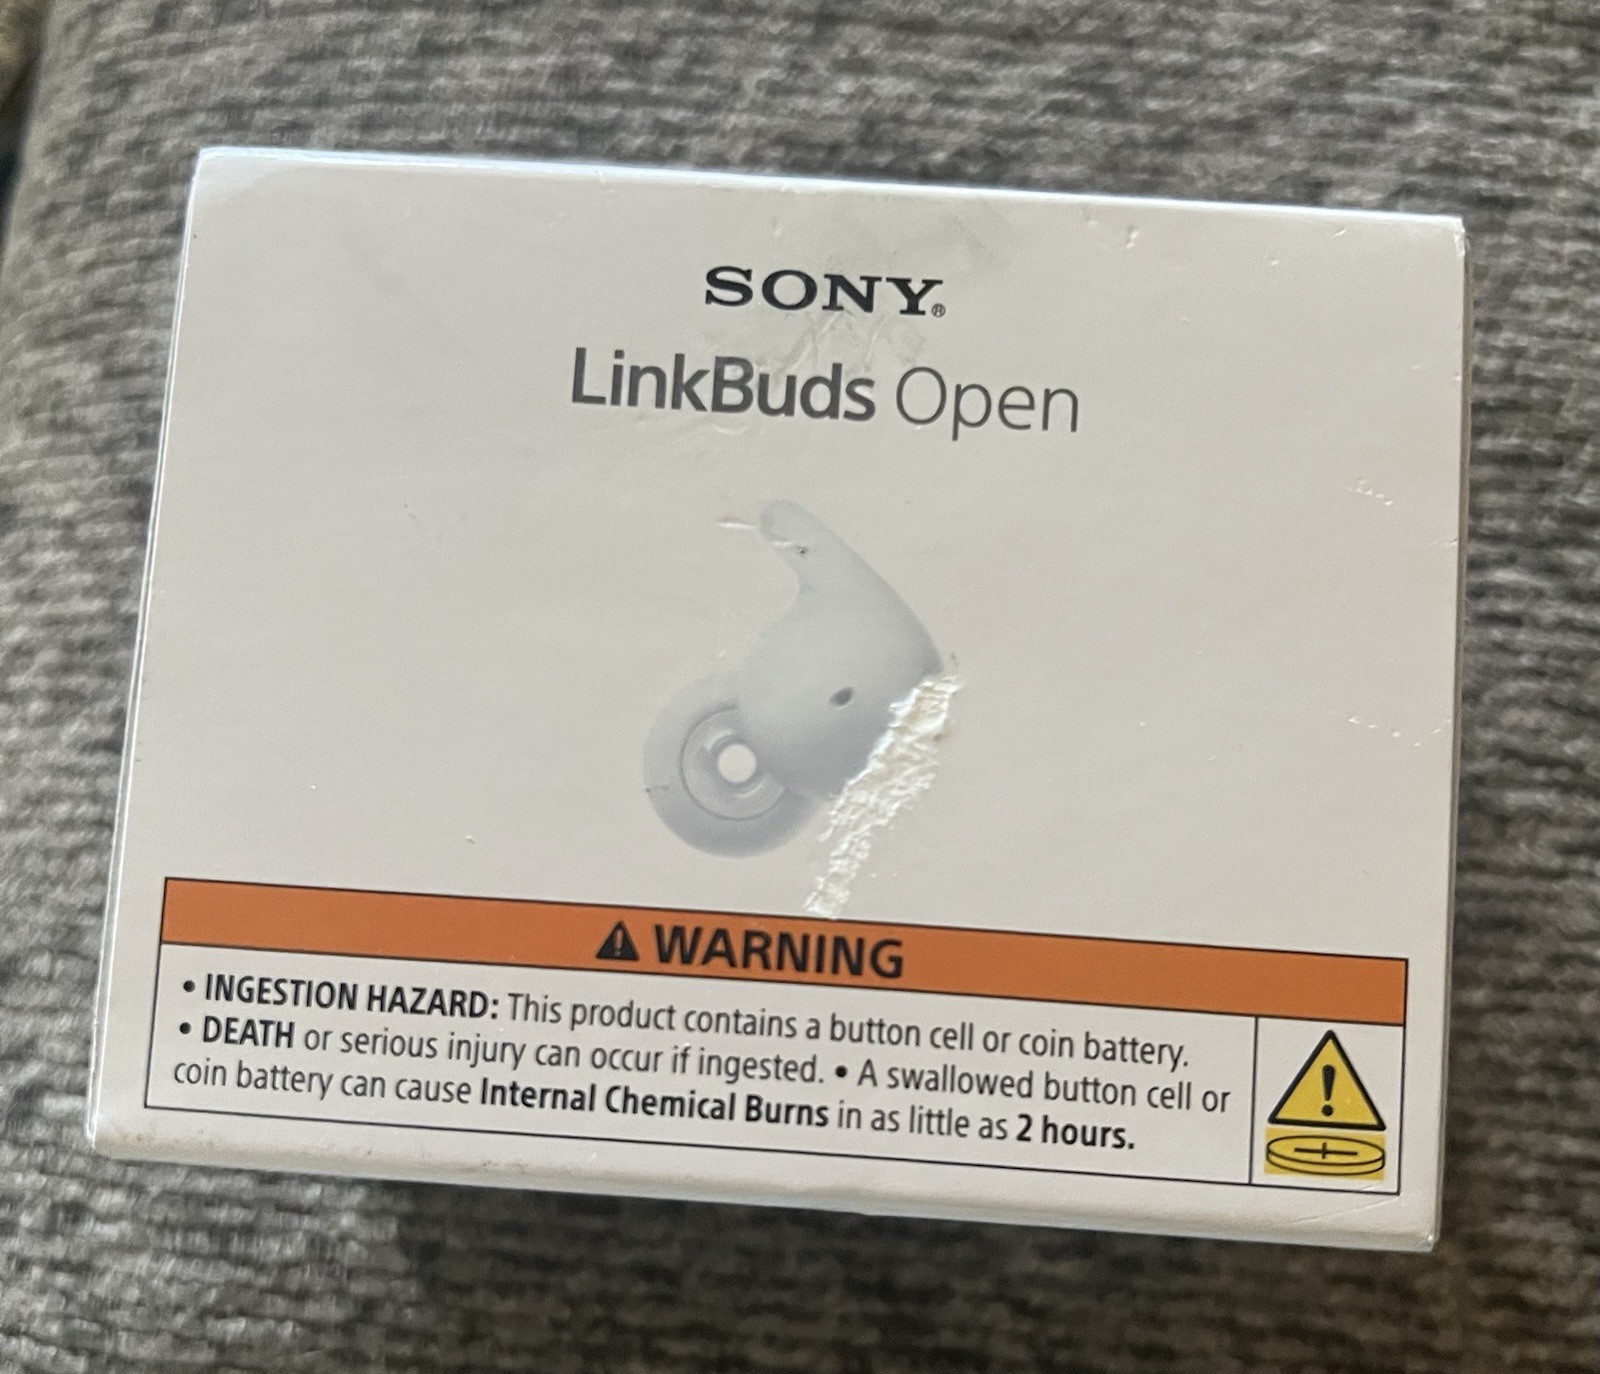 SONY®
LinkBuds Open
⚠ WARNING
• INGESTION HAZARD: This product contains a button cell or coin battery.
• DEATH or serious injury can occur if ingested. • A swallowed button cell or
coin battery can cause Internal Chemical Burns in as little as 2 hours.